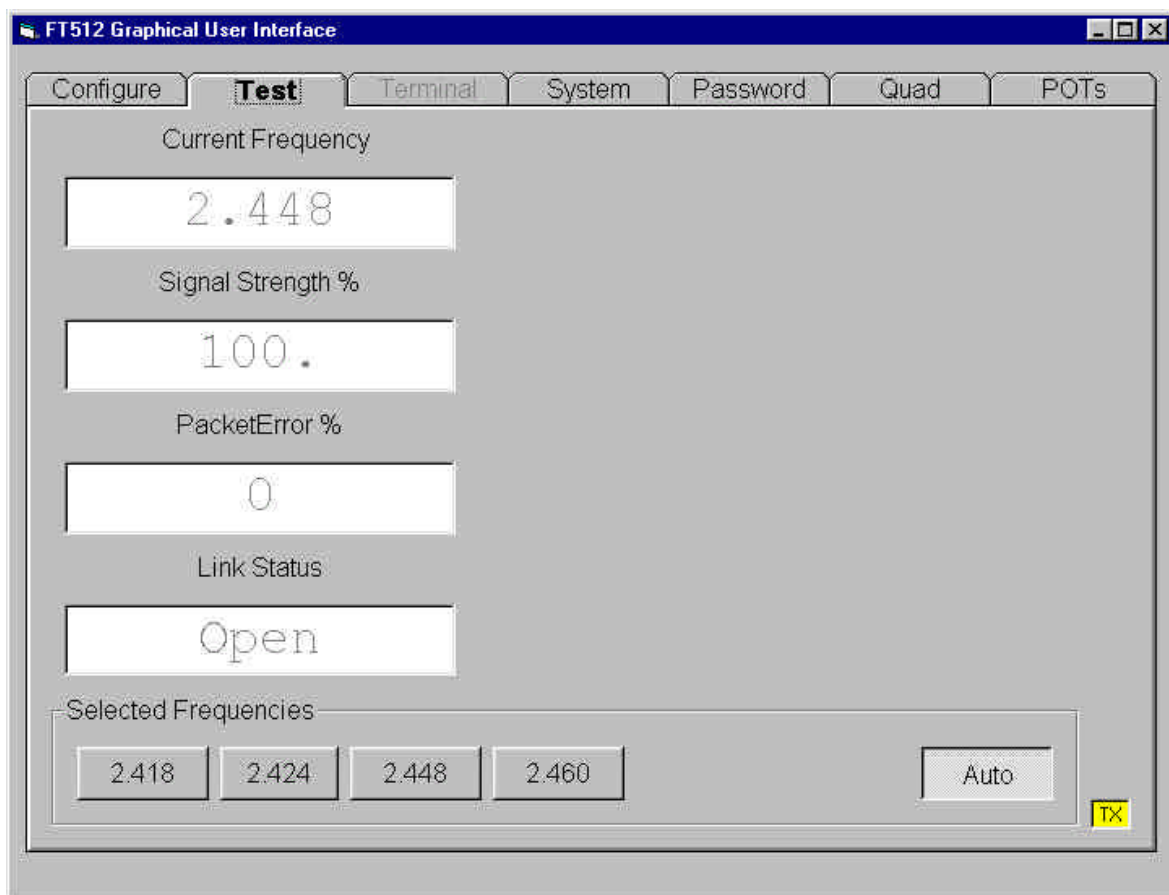 FT512 Graphical User Interface
Configure Test Terminal System Password Quad POTs
Current Frequency
2.448
Signal Strength %
100.
PacketError %
0
Link Status
Open
Selected Frequencies
2.418 2.424 2.448 2.460 Auto
TX